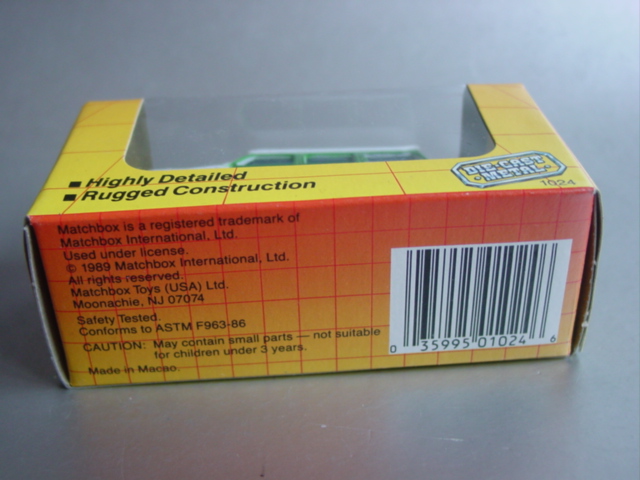 ■ Highly Detailed
■ Rugged Construction
DIE-CAST
METAL
1024
Matchbox is a registered trademark of
Matchbox International, Ltd.
Used under license.
© 1989 Matchbox International, Ltd.
All rights reserved.
Matchbox Toys (USA) Ltd.
Moonachie, NJ 07074
Safety Tested.
Conforms to ASTM F963-86
CAUTION: May contain small parts — not suitable
for children under 3 years.
Made in Macao.
0 35995 01024 6